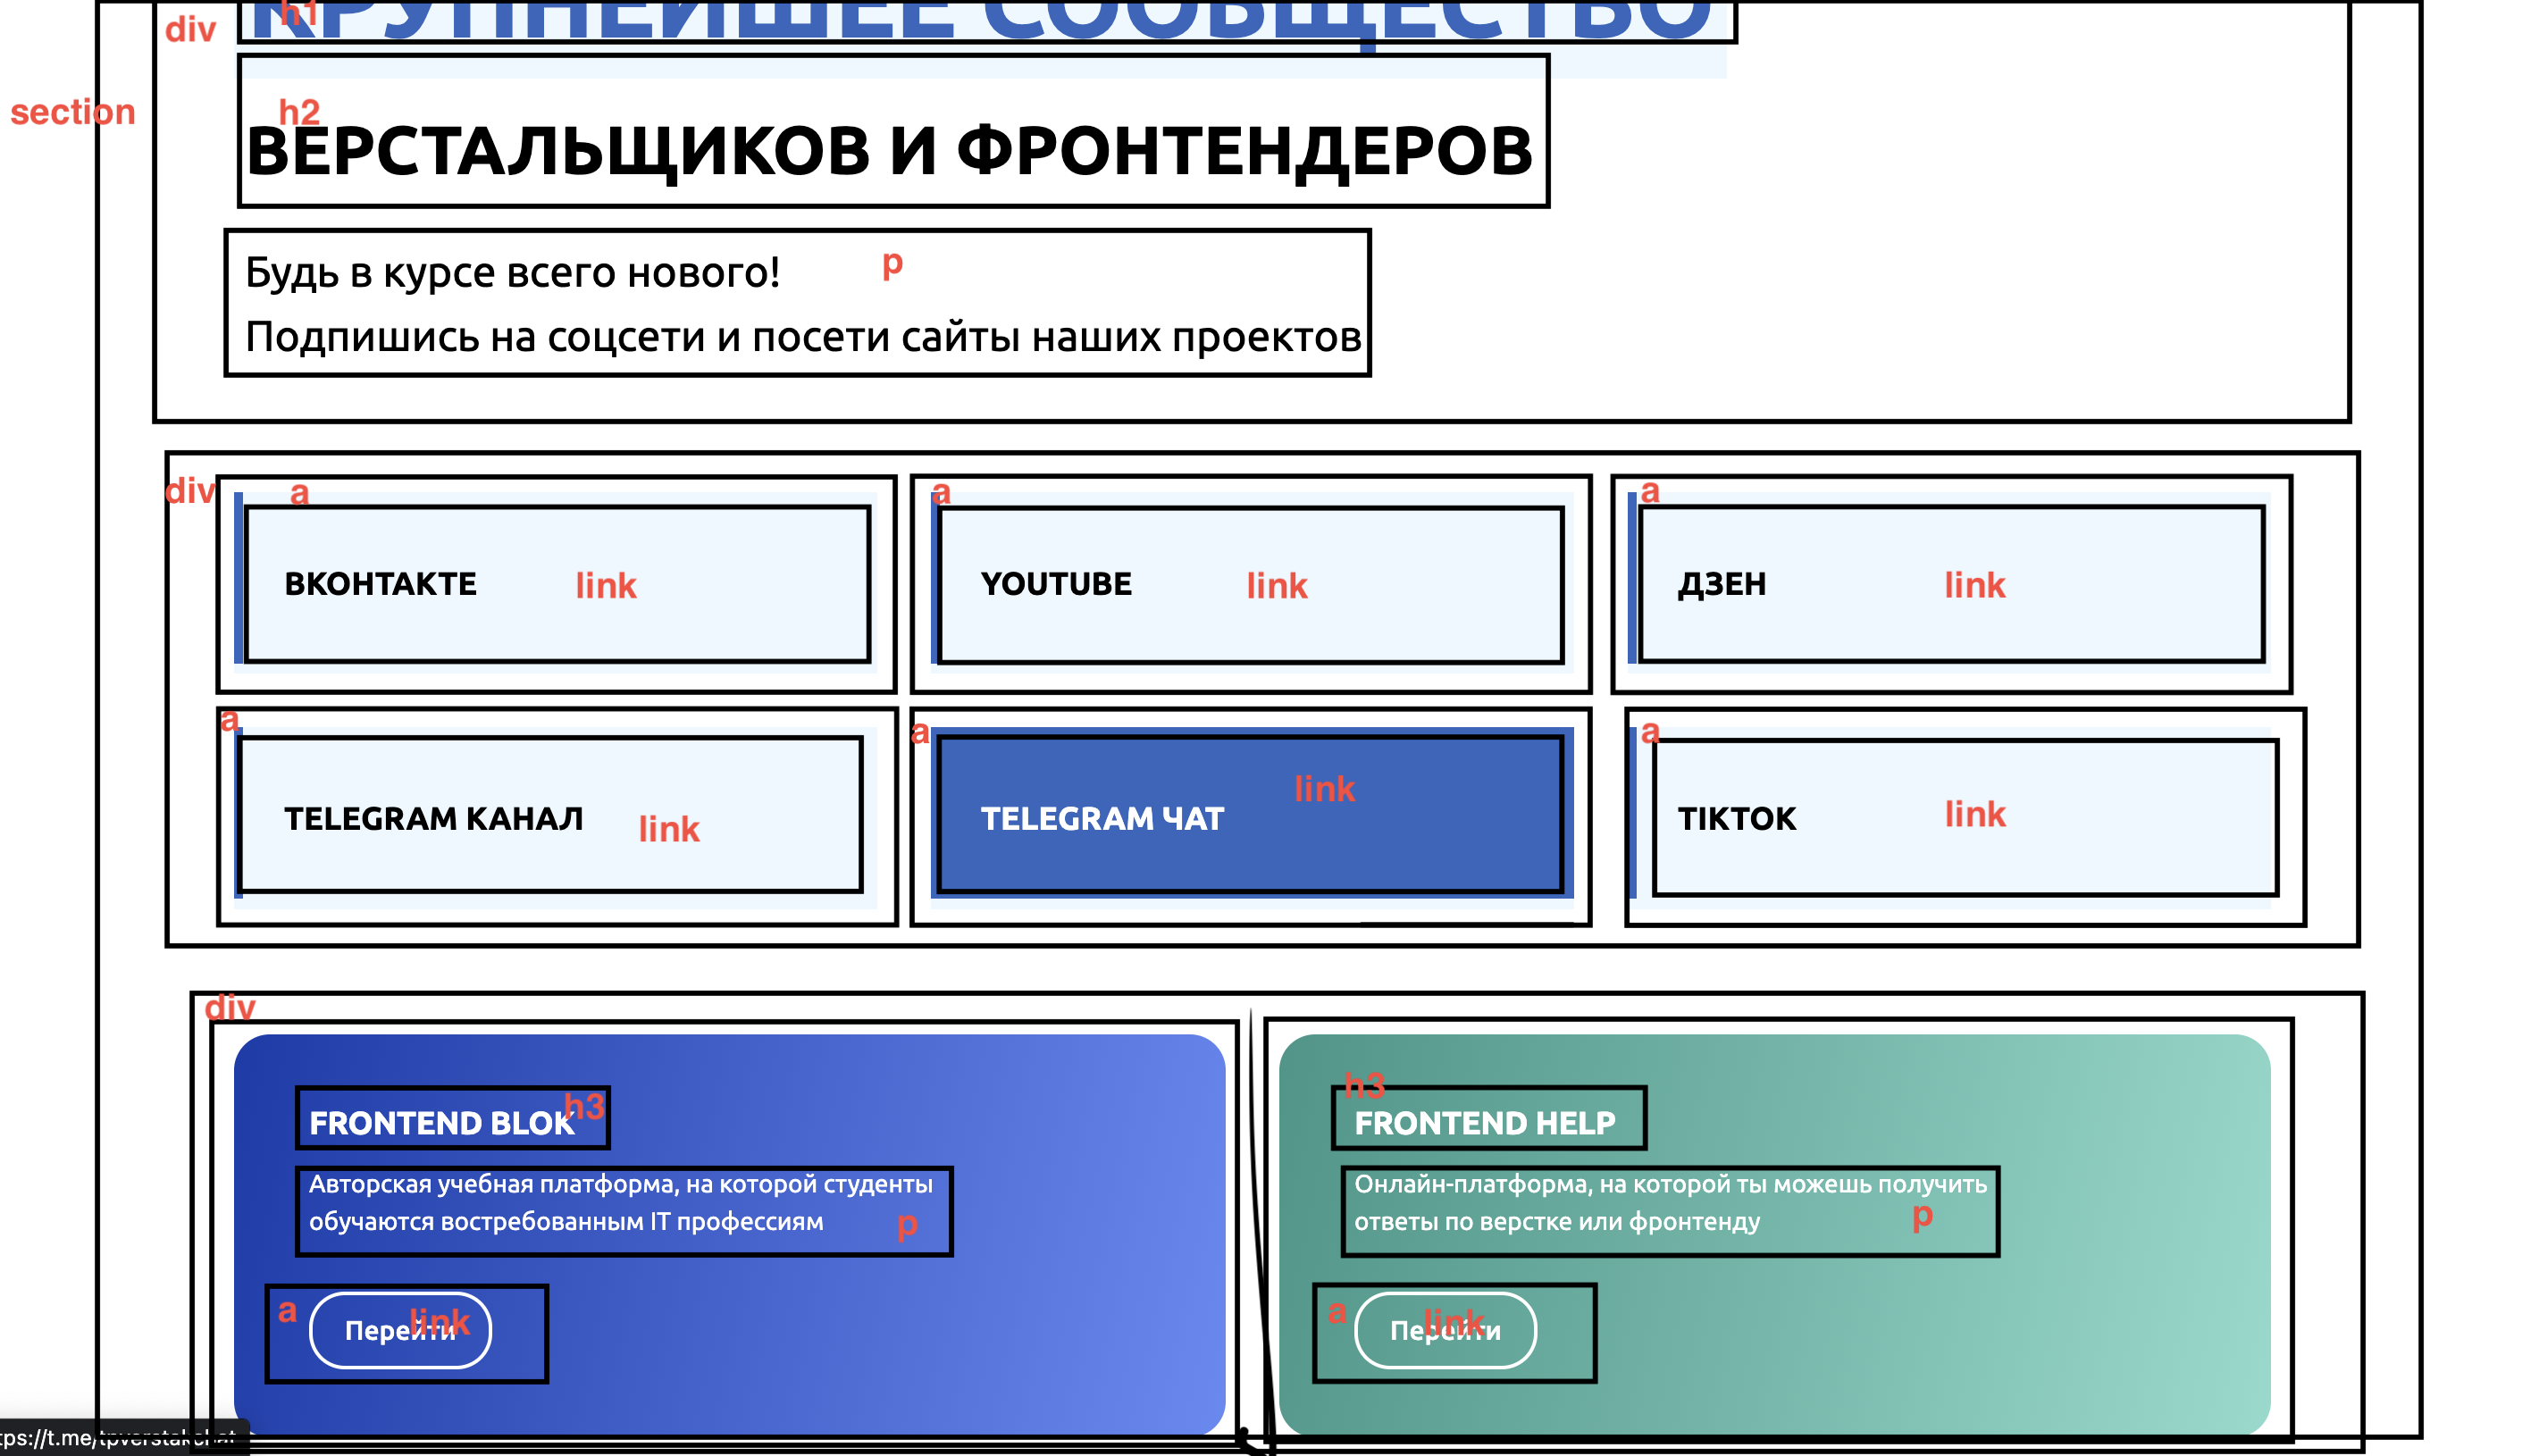 h1
div
КРУПНЕЙШЕЕ СООБЩЕСТВО
section
h2
ВЕРСТАЛЬЩИКОВ И ФРОНТЕНДЕРОВ
Будь в курсе всего нового!
p
Подпишись на соцсети и посети сайты наших проектов
div
a
a
a
ВКОНТАКТЕ
link
YOUTUBE
link
ДЗЕН
link
a
a
a
TELEGRAM КАНАЛ
link
TELEGRAM ЧАТ
link
TIKTOK
link
div
h3
FRONTEND BLOK
Авторская учебная платформа, на которой студенты
обучаются востребованным IT профессиям
p
a
Перейти
link
h3
FRONTEND HELP
Онлайн-платформа, на которой ты можешь получить
ответы по верстке или фронтенду
p
a
Перейти
link
tps://t.me/tpverstakchat